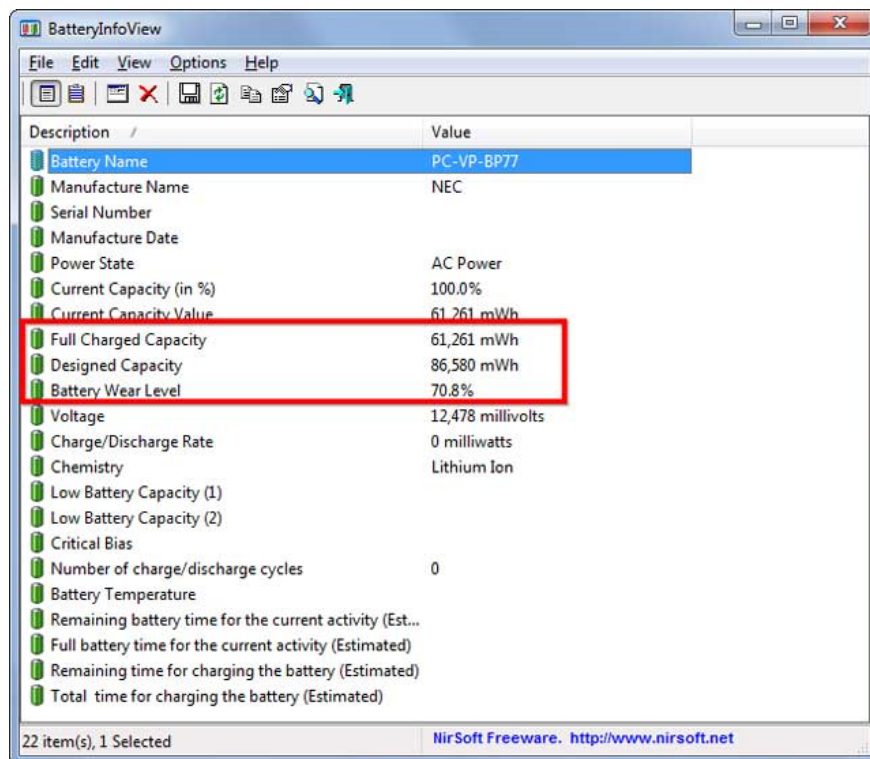 BatteryInfoView
File Edit View Options Help
Description / Value
Battery Name PC-VP-BP77
Manufacture Name NEC
Serial Number
Manufacture Date
Power State AC Power
Current Capacity (in %) 100.0%
Current Capacity Value 61,261 mWh
Full Charged Capacity 61,261 mWh
Designed Capacity 86,580 mWh
Battery Wear Level 70.8%
Voltage 12,478 millivolts
Charge/Discharge Rate 0 milliwatts
Chemistry Lithium Ion
Low Battery Capacity (1)
Low Battery Capacity (2)
Critical Bias
Number of charge/discharge cycles 0
Battery Temperature
Remaining battery time for the current activity (Est...
Full battery time for the current activity (Estimated)
Remaining time for charging the battery (Estimated)
Total time for charging the battery (Estimated)
22 item(s), 1 Selected NirSoft Freeware. http://www.nirsoft.net